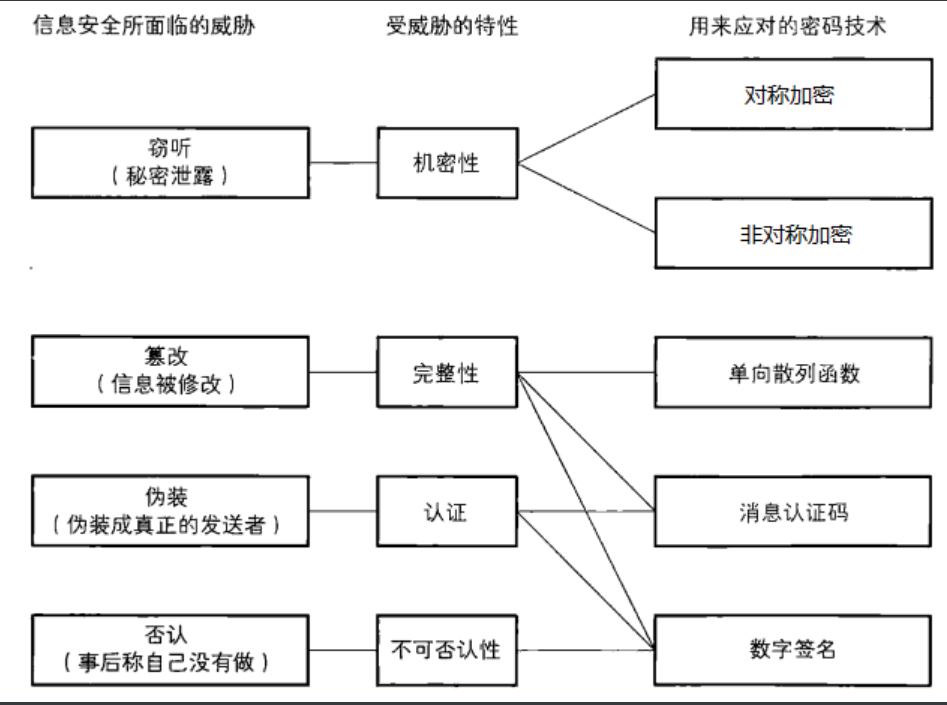 信息安全所面临的威胁
受威胁的特性
用来应对的密码技术
对称加密
窃听
(秘密泄露)
机密性
非对称加密
篡改
(信息被修改)
完整性
单向散列函数
伪装
(伪装成真正的发送者)
认证
消息认证码
否认
(事后称自己没有做)
不可否认性
数字签名